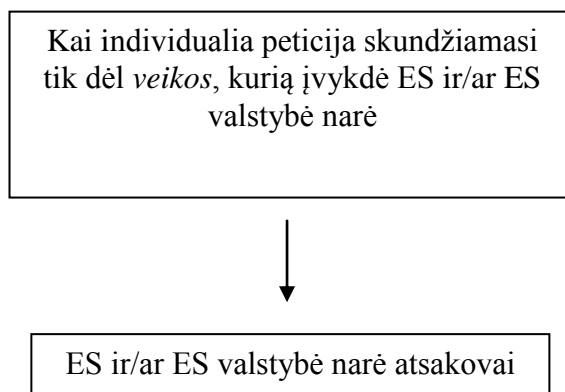 Kai individualia peticija skundžiamasi
tik dėl veikos, kurią įvykdė ES ir/ar ES
valstybė narė
ES ir/ar ES valstybė narė atsakovai